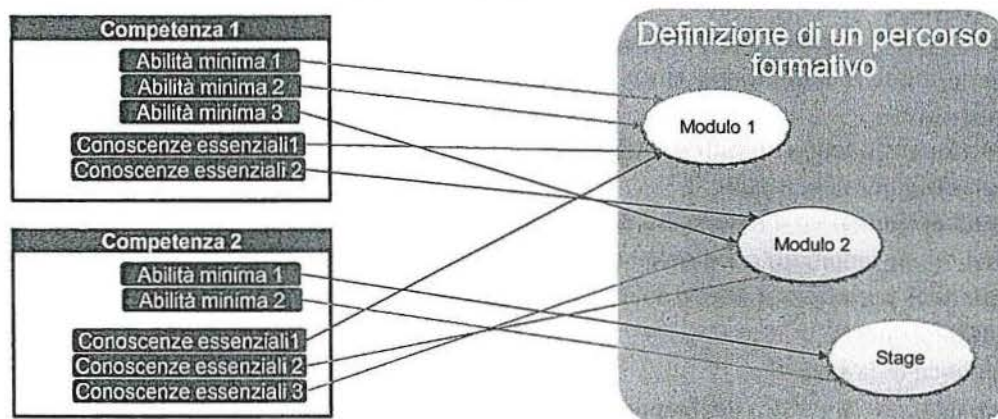 Competenza 1
Abilità minima 1
Abilità minima 2
Abilità minima 3
Conoscenze essenziali1
Conoscenze essenziali 2
Competenza 2
Abilità minima 1
Abilità minima 2
Conoscenze essenziali1
Conoscenze essenziali 2
Conoscenze essenziali 3
Definizione di un percorso
formativo
Modulo 1
Modulo 2
Stage